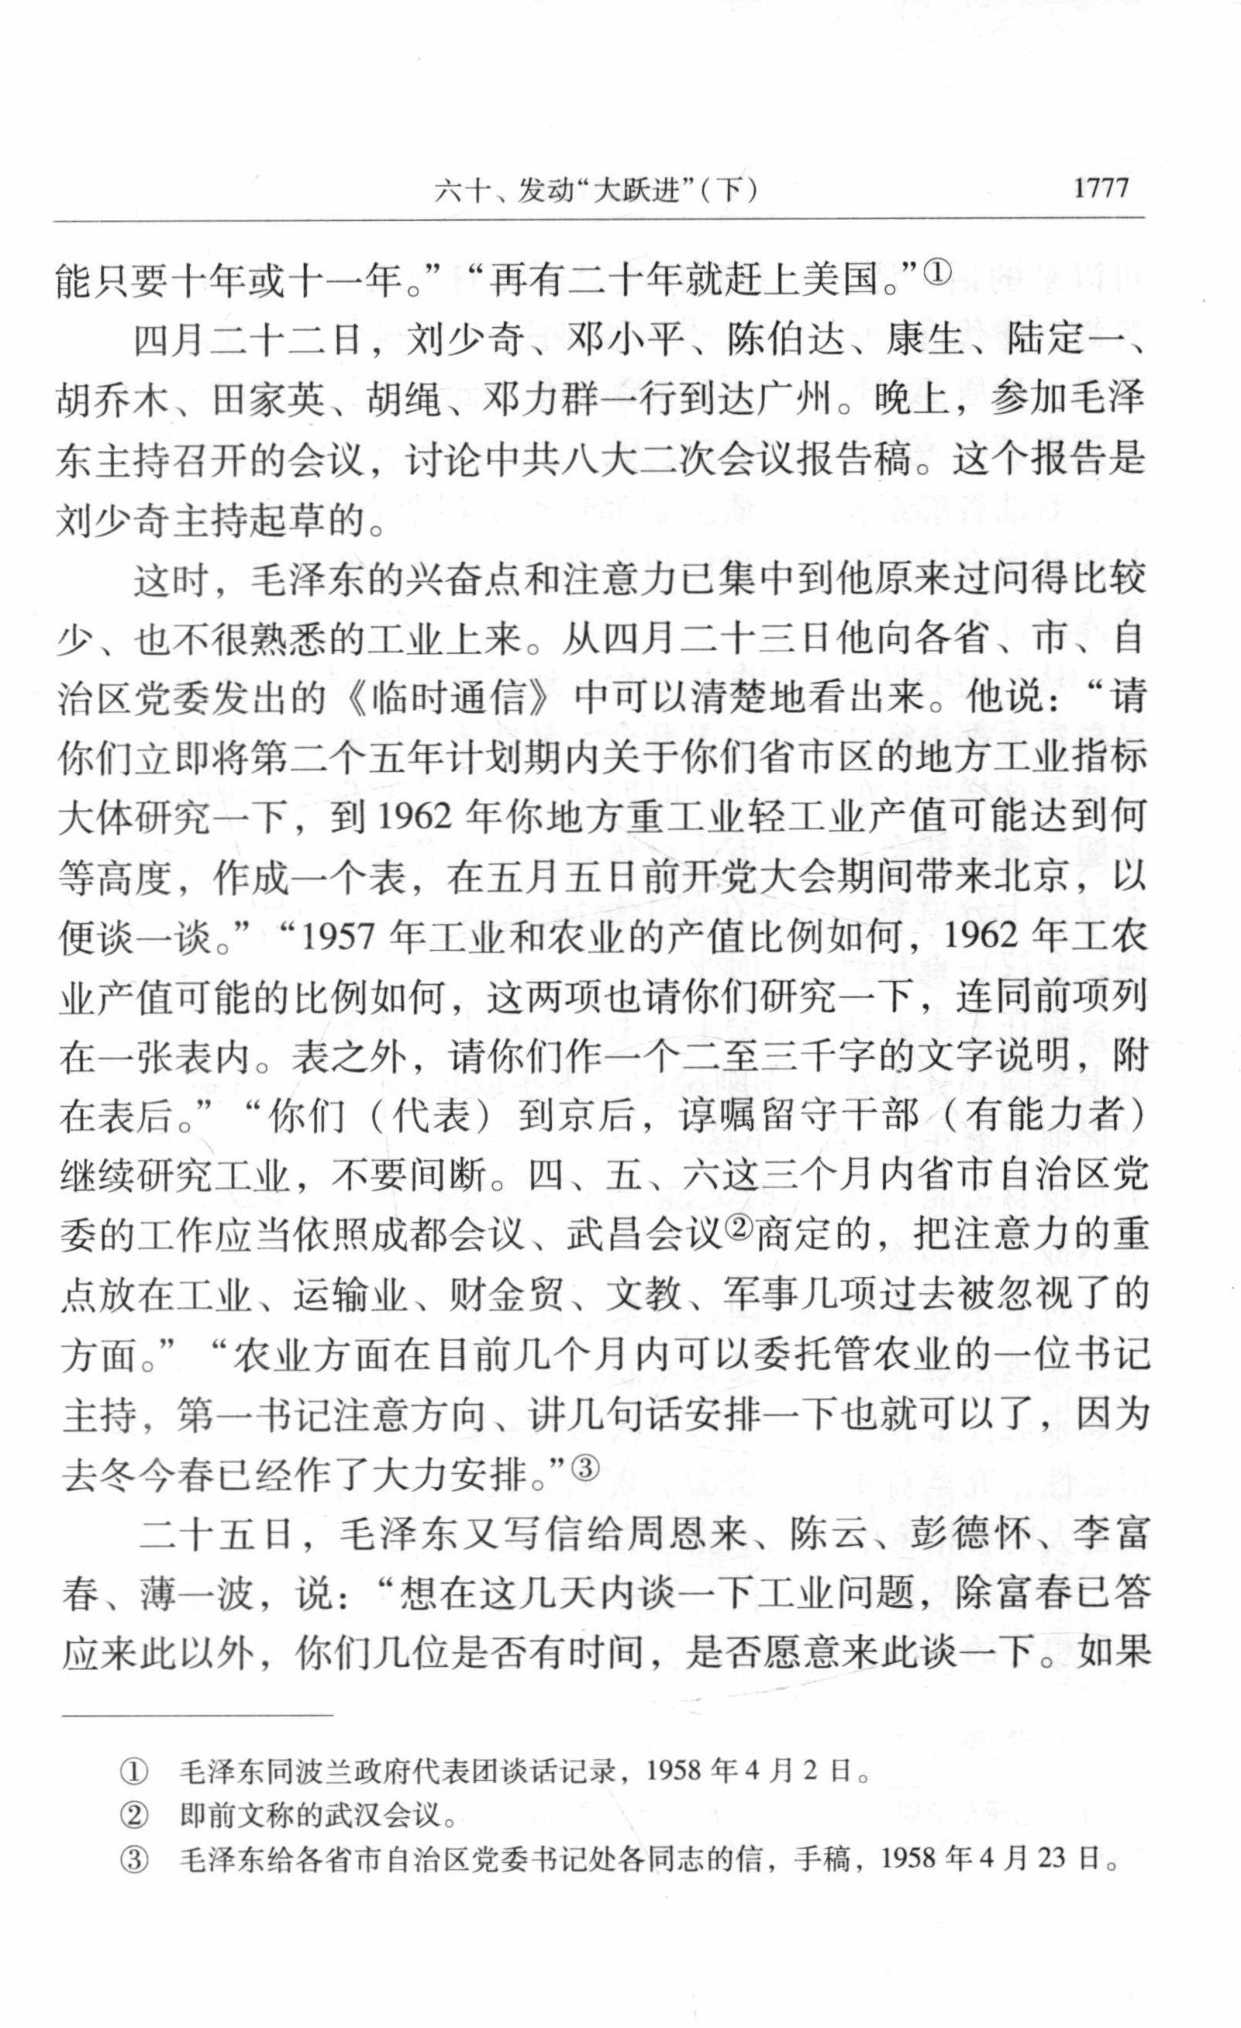 六十、发动“大跃进”（下） 1777
能只要十年或十一年。”“再有二十年就赶上美国。”①
四月二十二日，刘少奇、邓小平、陈伯达、康生、陆定一、
胡乔木、田家英、胡绳、邓力群一行到达广州。晚上，参加毛泽
东主持召开的会议，讨论中共八大二次会议报告稿。这个报告是
刘少奇主持起草的。
这时，毛泽东的兴奋点和注意力已集中到他原来过问得比较
少、也不很熟悉的工业上来。从四月二十三日他向各省、市、自
治区党委发出的《临时通信》中可以清楚地看出来。他说：“请
你们立即将第二个五年计划期内关于你们省市区的地方工业指标
大体研究一下，到1962年你地方重工业轻工业产值可能达到何
等高度，作成一个表，在五月五日前开党大会期间带来北京，以
便谈一谈。”“1957年工业和农业的产值比例如何，1962年工农
业产值可能的比例如何，这两项也请你们研究一下，连同前项列
在一张表内。表之外，请你们作一个二至三千字的文字说明，附
在表后。”“你们（代表）到京后，谆嘱留守干部（有能力者）
继续研究工业，不要间断。四、五、六这三个月内省市自治区党
委的工作应当依照成都会议、武昌会议②商定的，把注意力的重
点放在工业、运输业、财金贸、文教、军事几项过去被忽视了的
方面。”“农业方面在目前几个月内可以委托管农业的一位书记
主持，第一书记注意方向、讲几句话安排一下也就可以了，因为
去冬今春已经作了大力安排。”③
二十五日，毛泽东又写信给周恩来、陈云、彭德怀、李富
春、薄一波，说：“想在这几天内谈一下工业问题，除富春已答
应来此以外，你们几位是否有时间，是否愿意来此谈一下。如果
① 毛泽东同波兰政府代表团谈话记录，1958年4月2日。
② 即前文称的武汉会议。
③ 毛泽东给各省市自治区党委书记处各同志的信，手稿，1958年4月23日。